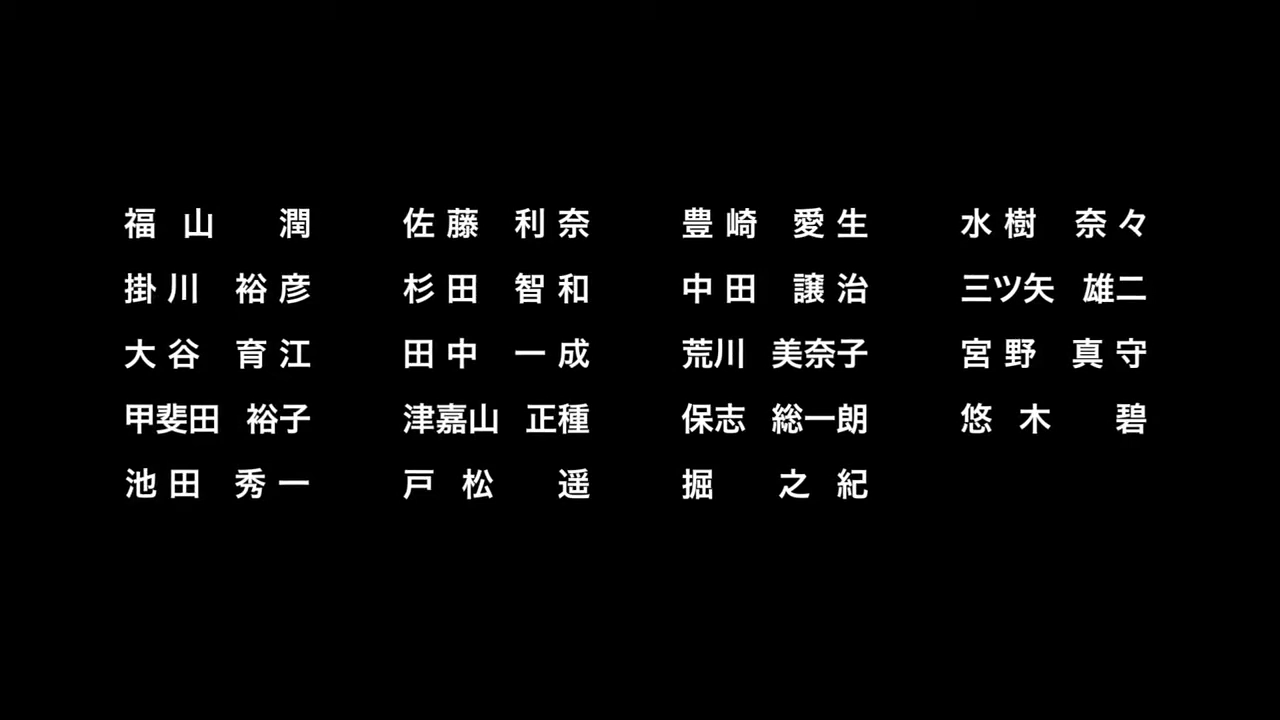 福山 潤 佐藤 利奈 豊崎 愛生 水樹 奈々
掛川 裕彦 杉田 智和 中田 譲治 三ツ矢 雄二
大谷 育江 田中 一成 荒川 美奈子 宮野 真守
甲斐田 裕子 津嘉山 正種 保志 総一朗 悠木 碧
池田 秀一 戸松 遥 掘 之紀